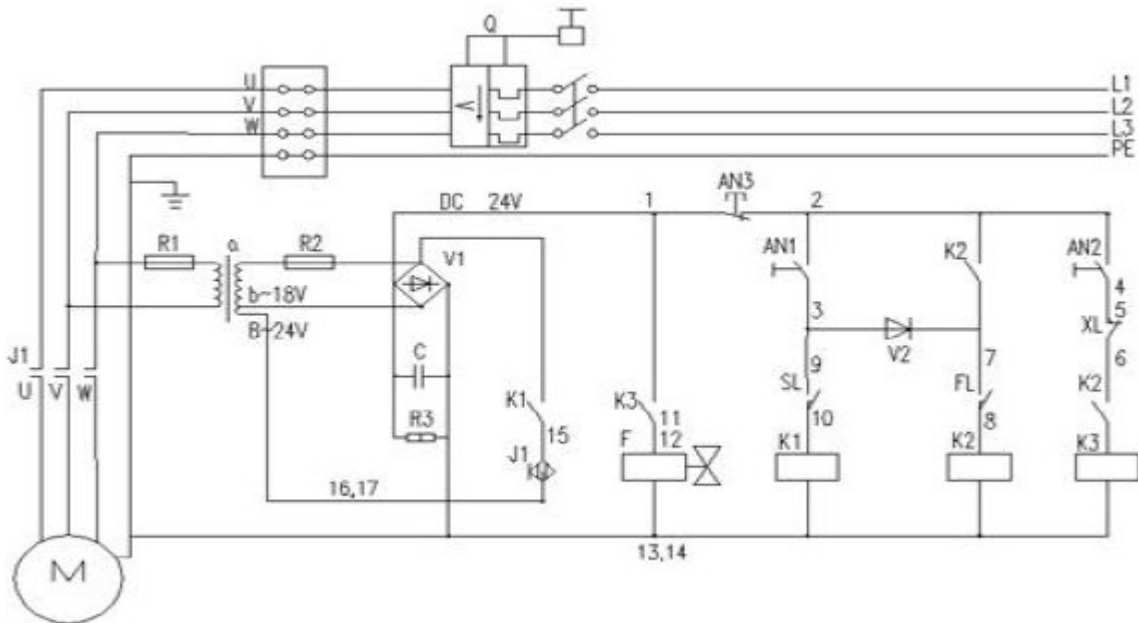 Q
U
L1
V
L2
W
L3
PE
AN3
DC 24V
1
2
R1
a
R2
V1
AN1
K2
AN2
b~18V
4
B~24V
3
5
XL
V2
J1
C
9
7
6
U V W
SL
FL
K1
R3
K3
11
10
8
K2
15
F
12
J1
K1
K2
K3
16,17
13,14
M